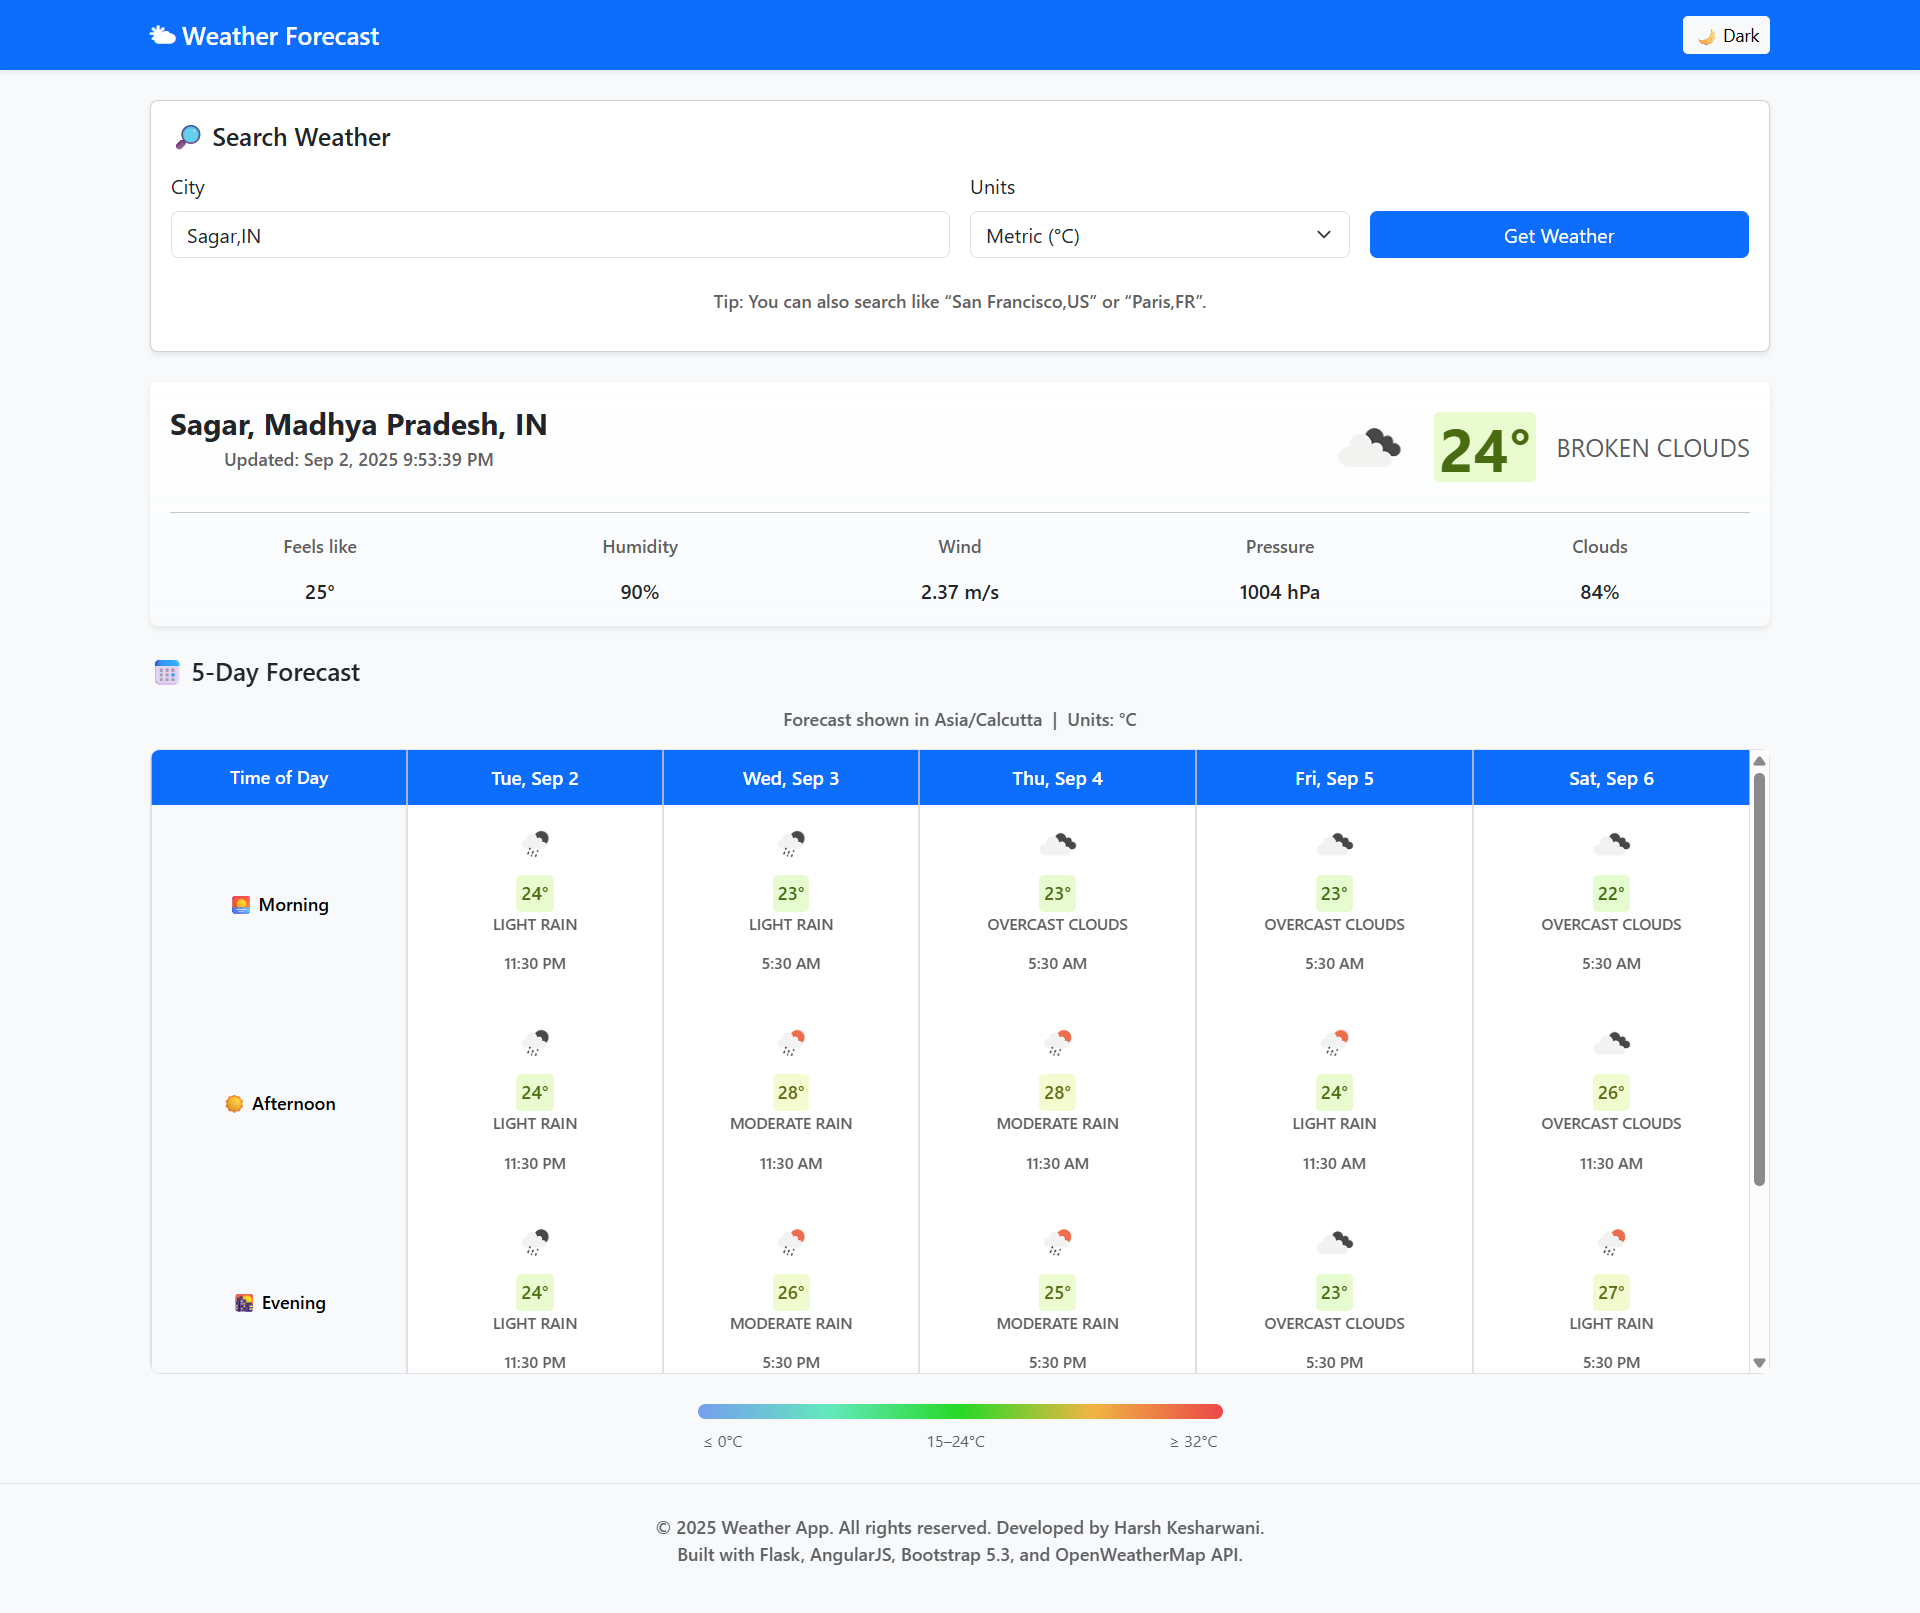 Weather Forecast
Dark
Search Weather
City
Units
Sagar,IN
Metric (°C)
Get Weather
Tip: You can also search like “San Francisco,US” or “Paris,FR”.
Sagar, Madhya Pradesh, IN
Updated: Sep 2, 2025 9:53:39 PM
24°
BROKEN CLOUDS
Feels like
Humidity
Wind
Pressure
Clouds
25°
90%
2.37 m/s
1004 hPa
84%
5-Day Forecast
Forecast shown in Asia/Calcutta | Units: °C
Time of Day
Tue, Sep 2
Wed, Sep 3
Thu, Sep 4
Fri, Sep 5
Sat, Sep 6
Morning
24°
LIGHT RAIN
11:30 PM
23°
LIGHT RAIN
5:30 AM
23°
OVERCAST CLOUDS
5:30 AM
23°
OVERCAST CLOUDS
5:30 AM
22°
OVERCAST CLOUDS
5:30 AM
Afternoon
24°
LIGHT RAIN
11:30 PM
28°
MODERATE RAIN
11:30 AM
28°
MODERATE RAIN
11:30 AM
24°
LIGHT RAIN
11:30 AM
26°
OVERCAST CLOUDS
11:30 AM
Evening
24°
LIGHT RAIN
11:30 PM
26°
MODERATE RAIN
5:30 PM
25°
MODERATE RAIN
5:30 PM
23°
OVERCAST CLOUDS
5:30 PM
27°
LIGHT RAIN
5:30 PM
≤ 0°C
15–24°C
≥ 32°C
© 2025 Weather App. All rights reserved. Developed by Harsh Kesharwani.
Built with Flask, AngularJS, Bootstrap 5.3, and OpenWeatherMap API.